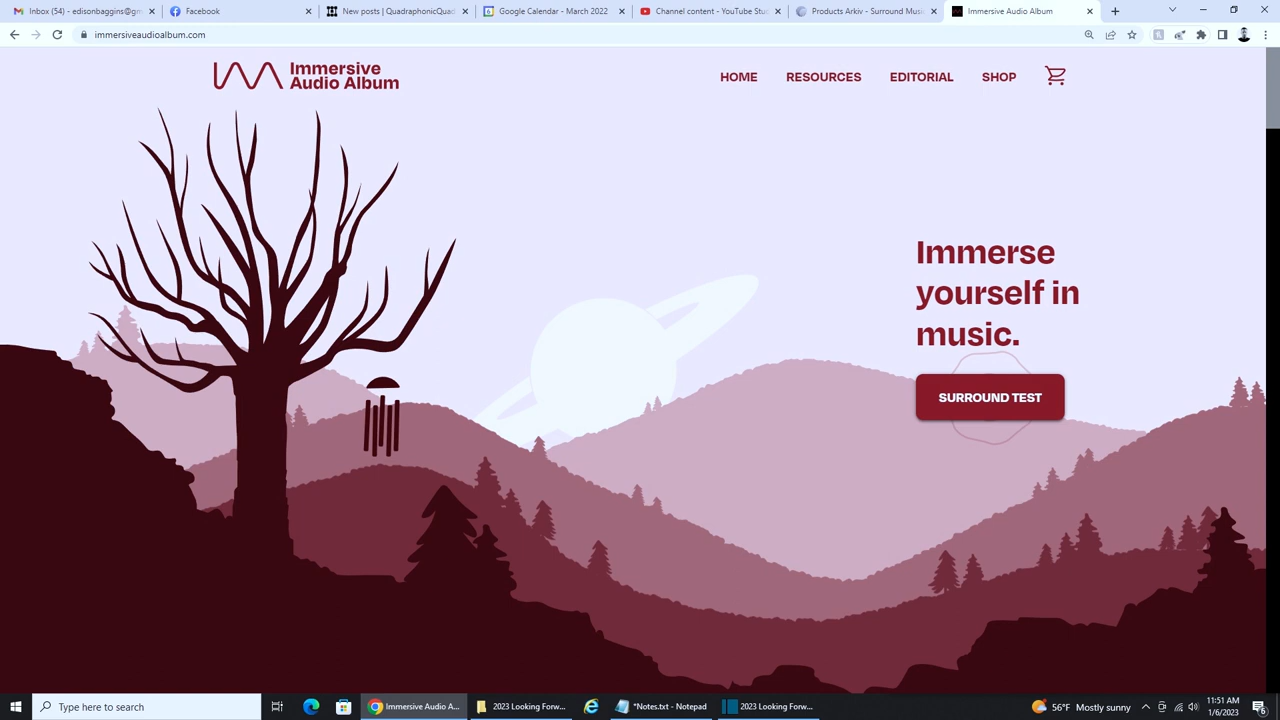 Inbox (54) - edisonbaggins@gm
Facebook
New posts | QuadraphonicQuad
Google Calendar - March 2022
Channel content - YouTube Stu
Products Arkiv - Surround Musi
Immersive Audio Album
immersiveaudioalbum.com
Immersive
Audio Album
HOME
RESOURCES
EDITORIAL
SHOP
Immerse
yourself in
music.
SURROUND TEST
Type here to search
Immersive Audio A...
2023 Looking Forw...
*Notes.txt - Notepad
2023 Looking Forw...
56°F Mostly sunny
11:51 AM
1/6/2023